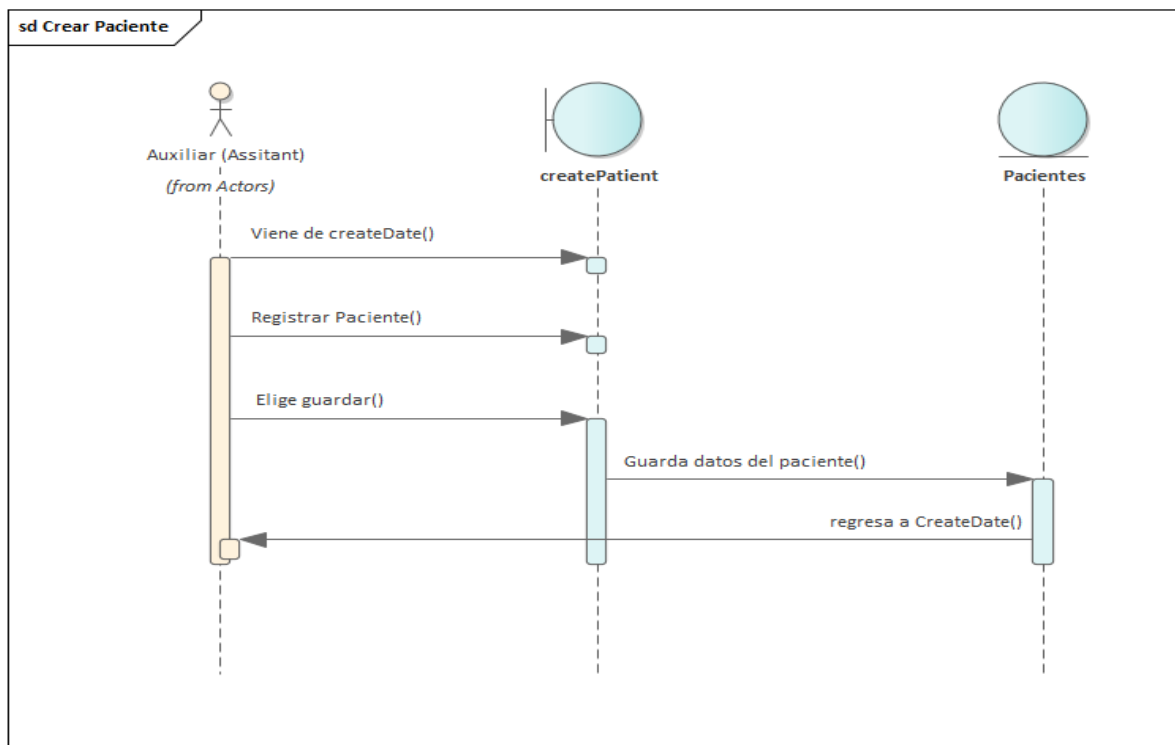 sd Crear Paciente
Auxiliar (Assitant)
(from Actors)
createPatient
Pacientes
Viene de createDate()
Registrar Paciente()
Elige guardar()
Guarda datos del paciente()
regresa a CreateDate()